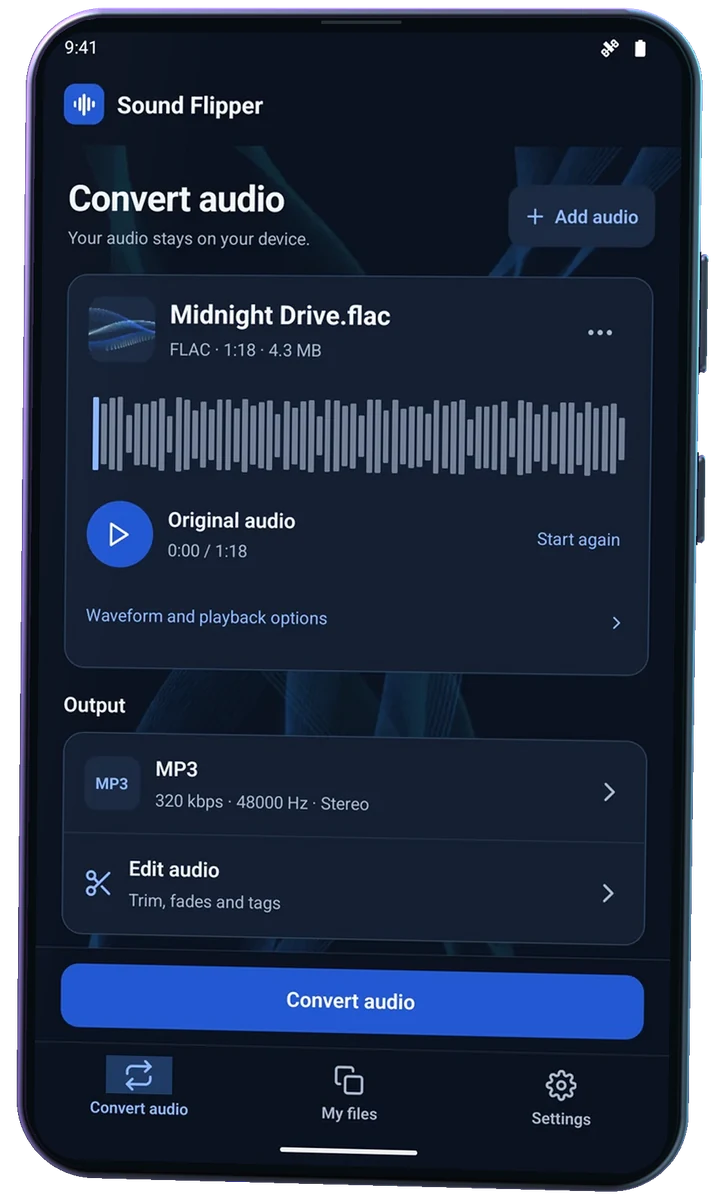 9:41
Sound Flipper
Convert audio
+ Add audio
Your audio stays on your device.
Midnight Drive.flac
FLAC · 1:18 · 4.3 MB
Original audio
0:00 / 1:18
Start again
Waveform and playback options
Output
MP3
MP3
320 kbps · 48000 Hz · Stereo
Edit audio
Trim, fades and tags
Convert audio
Convert audio
My files
Settings